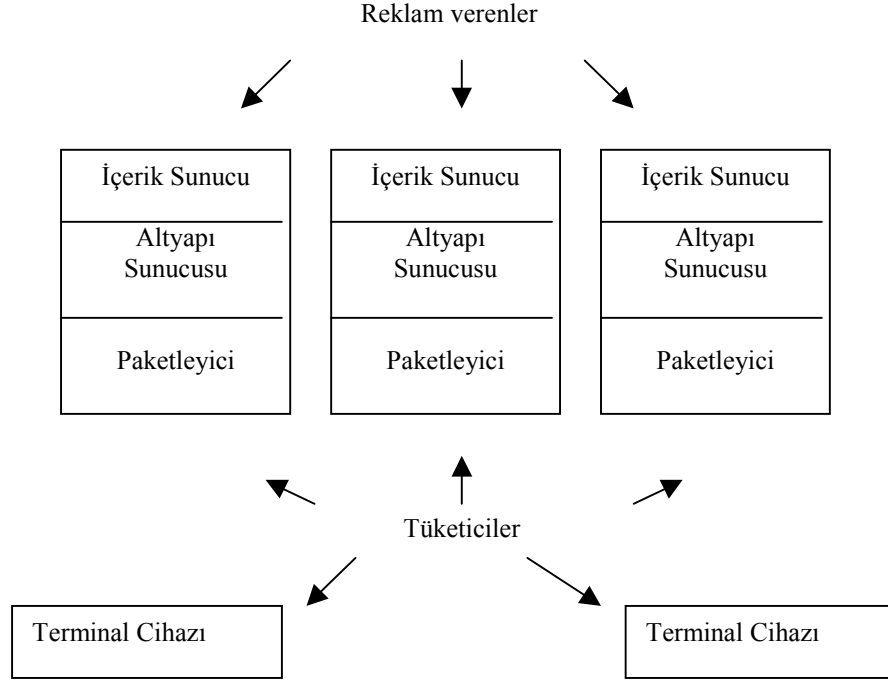 Reklam verenler
İçerik Sunucu
Altyapı
Sunucusu
Paketleyici
İçerik Sunucu
Altyapı
Sunucusu
Paketleyici
İçerik Sunucu
Altyapı
Sunucusu
Paketleyici
Tüketiciler
Terminal Cihazı
Terminal Cihazı